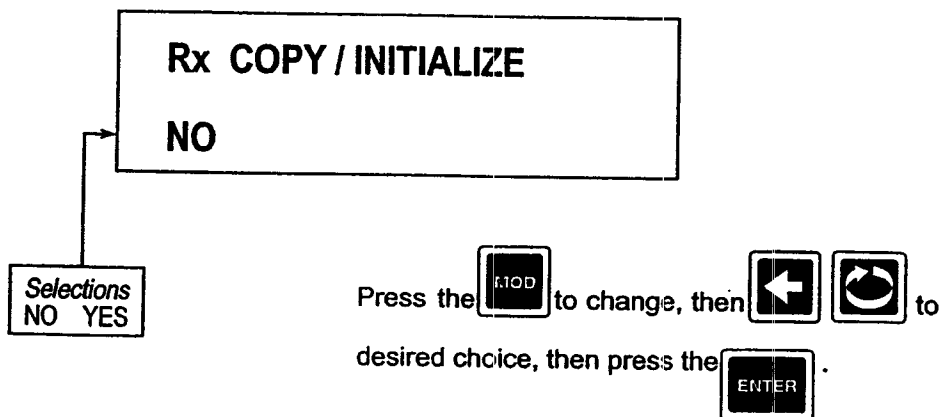 Rx COPY / INITIALIZE
NO
Selections
NO YES
Press the MOD to change, then to
desired choice, then press the ENTER .